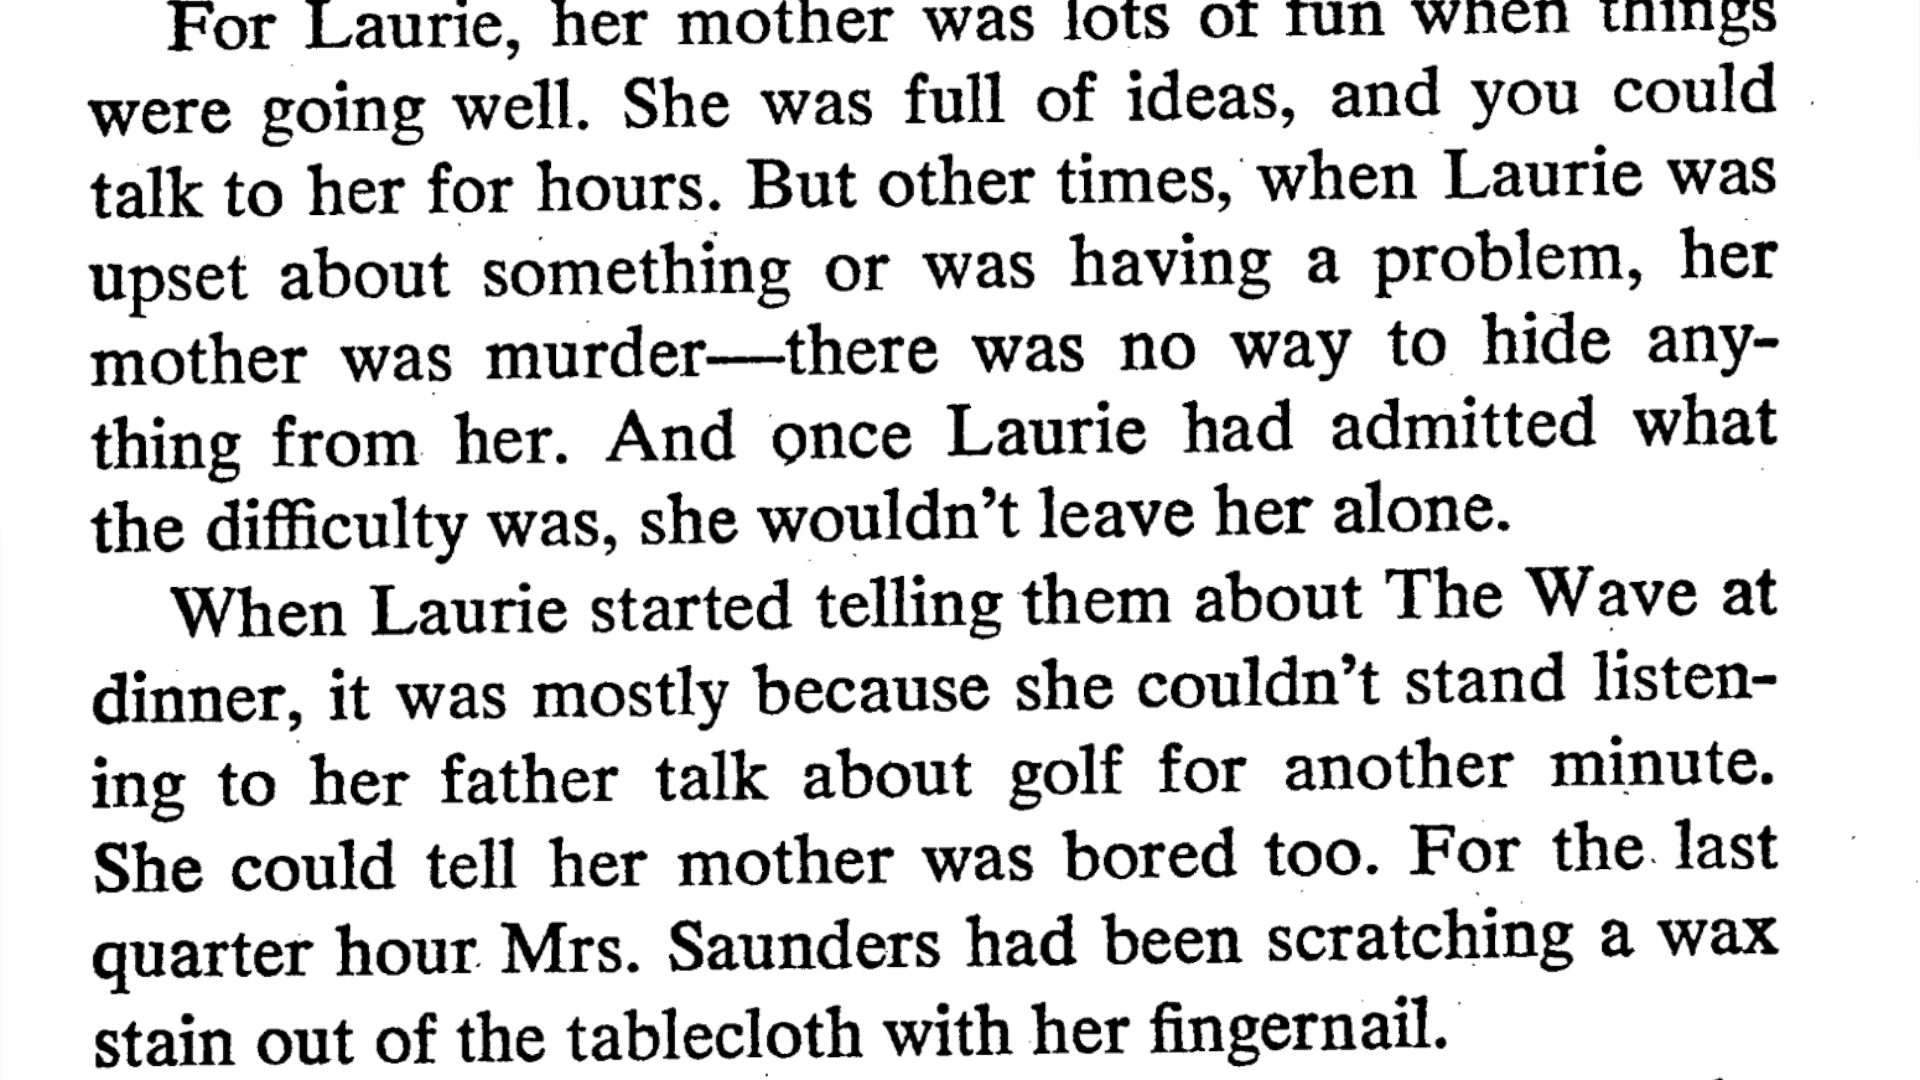 For Laurie, her mother was lots of fun when things
were going well. She was full of ideas, and you could
talk to her for hours. But other times, when Laurie was
upset about something or was having a problem, her
mother was murder—there was no way to hide any-
thing from her. And once Laurie had admitted what
the difficulty was, she wouldn't leave her alone.
When Laurie started telling them about The Wave at
dinner, it was mostly because she couldn't stand listen-
ing to her father talk about golf for another minute.
She could tell her mother was bored too. For the last
quarter hour Mrs. Saunders had been scratching a wax
stain out of the tablecloth with her fingernail.